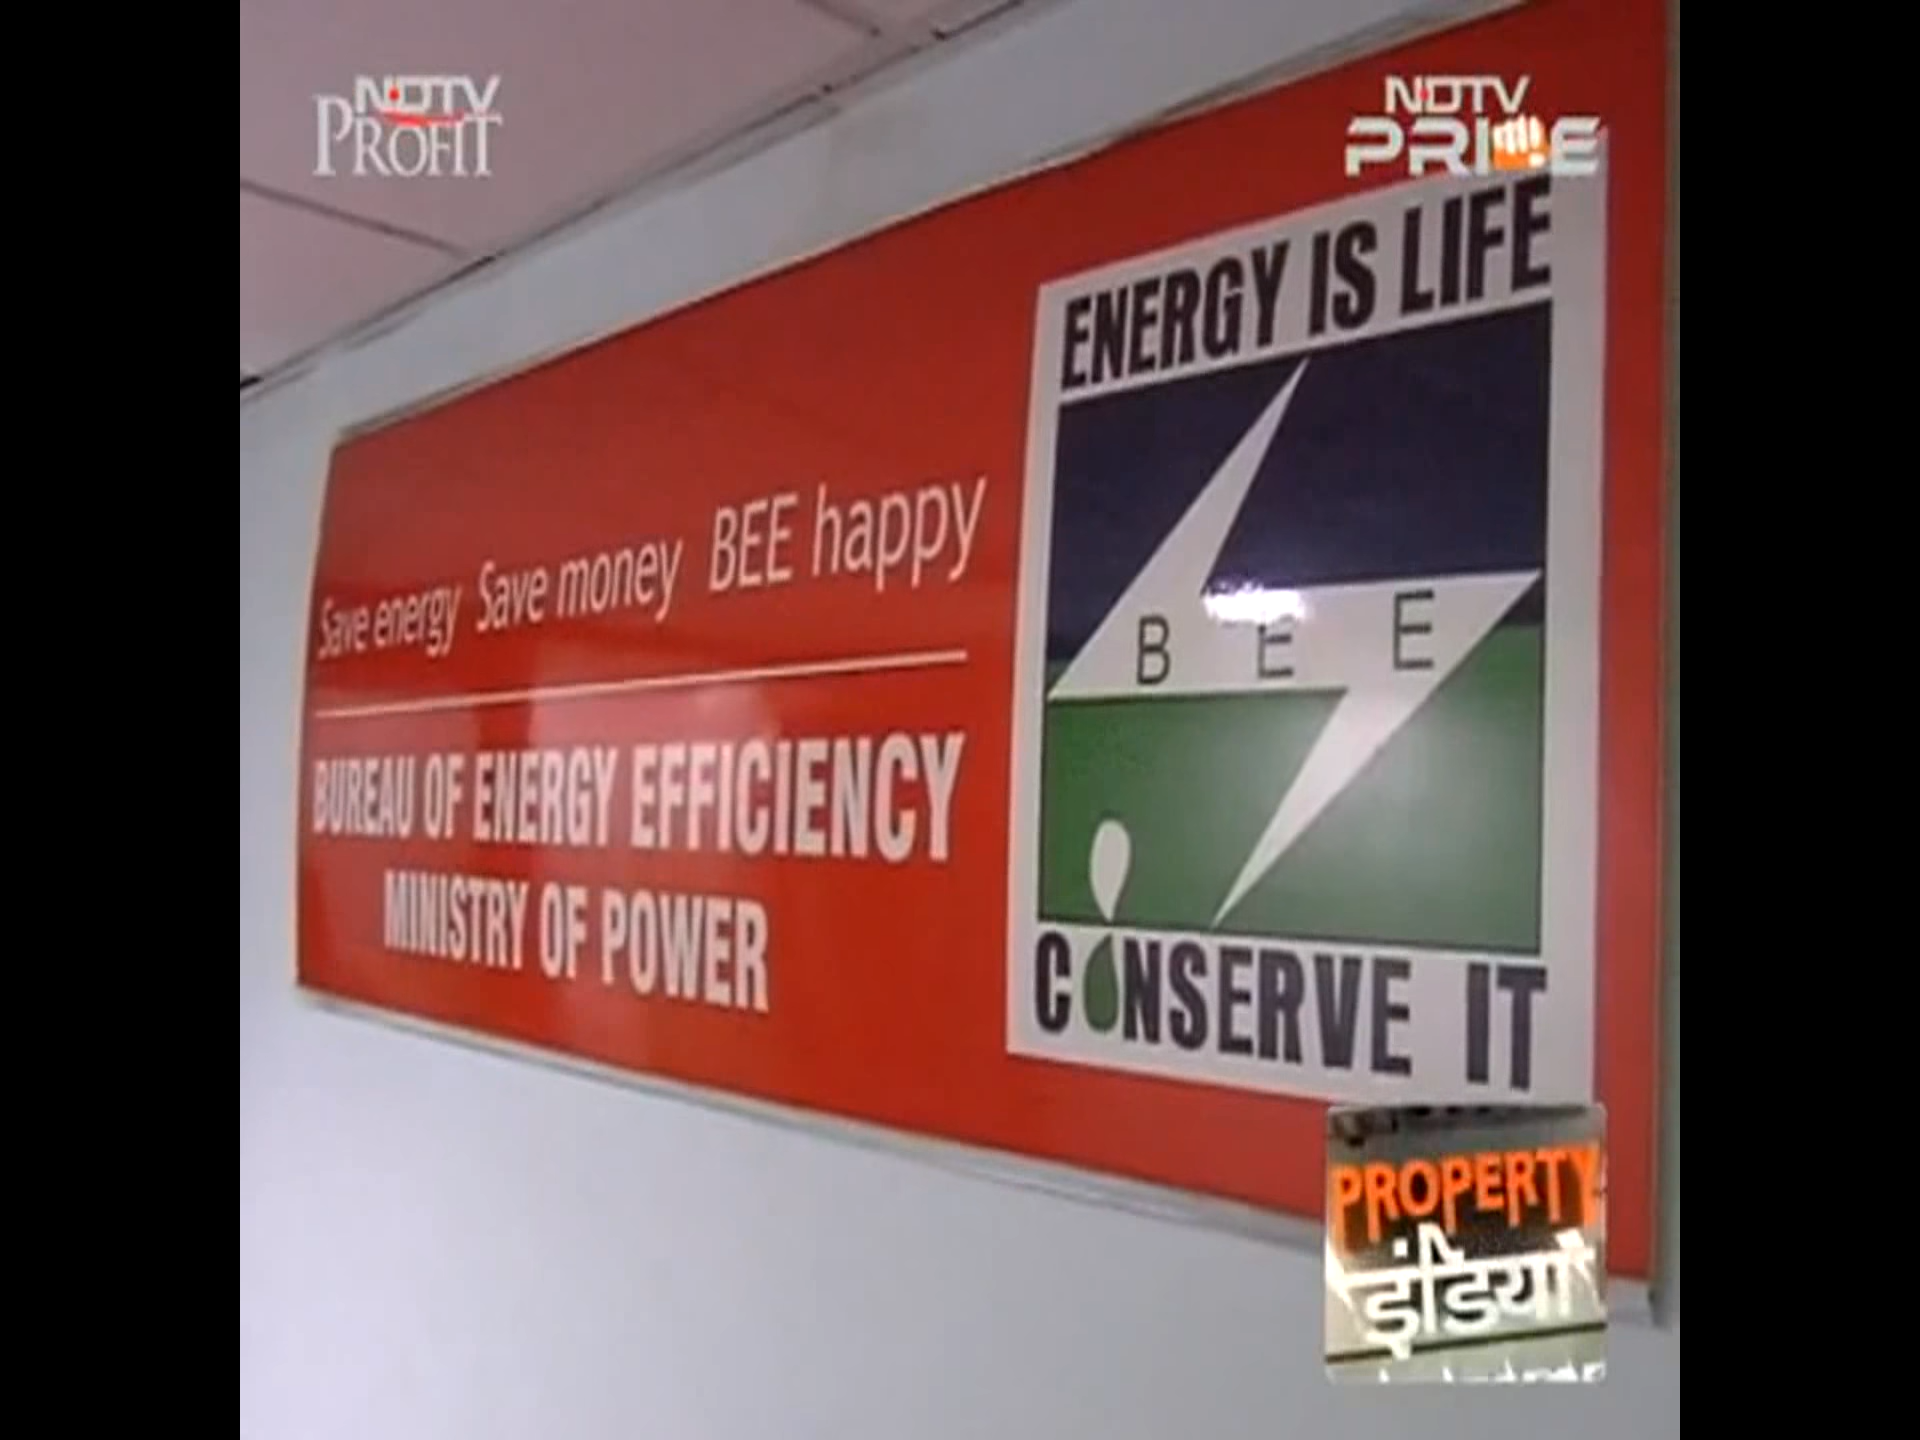 NDTV
PROFIT
NDTV
PRIME
ENERGY IS LIFE
BEE
CONSERVE IT
Save energy Save money BEE happy
BUREAU OF ENERGY EFFICIENCY
MINISTRY OF POWER
PROPERTY
इंडिया